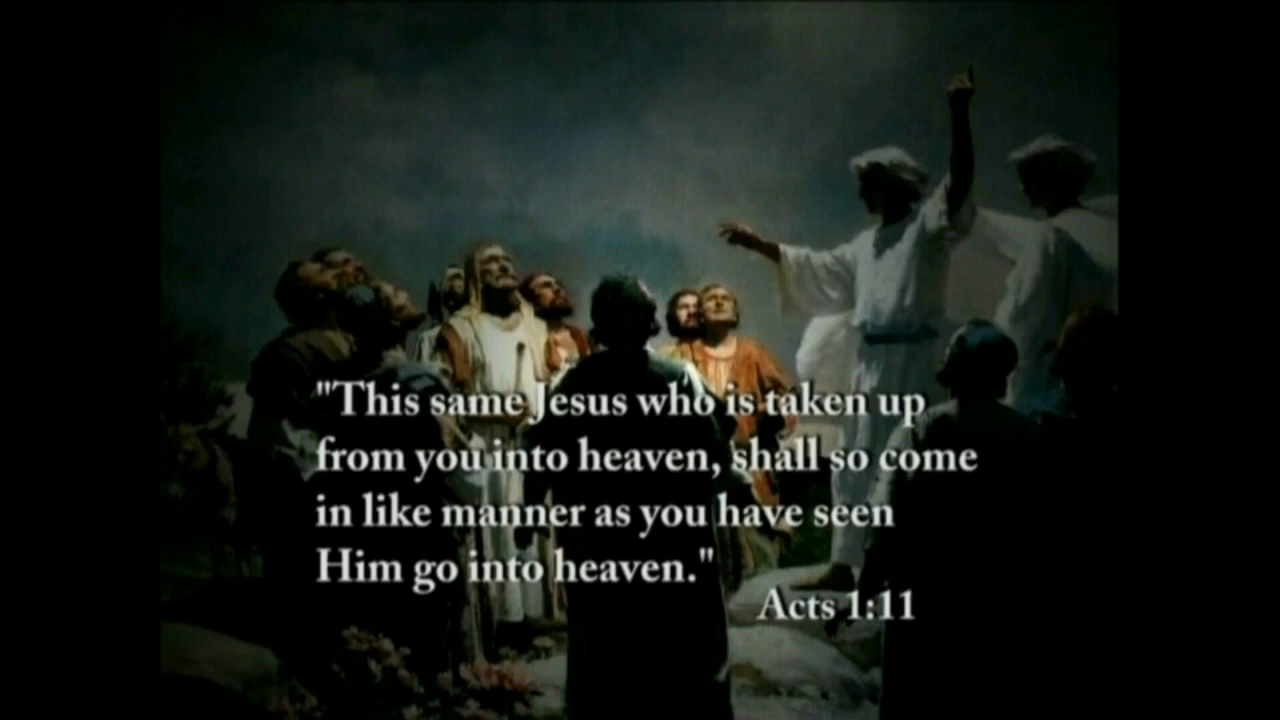 "This same Jesus who is taken up
from you into heaven, shall so come
in like manner as you have seen
Him go into heaven."
Acts 1:11